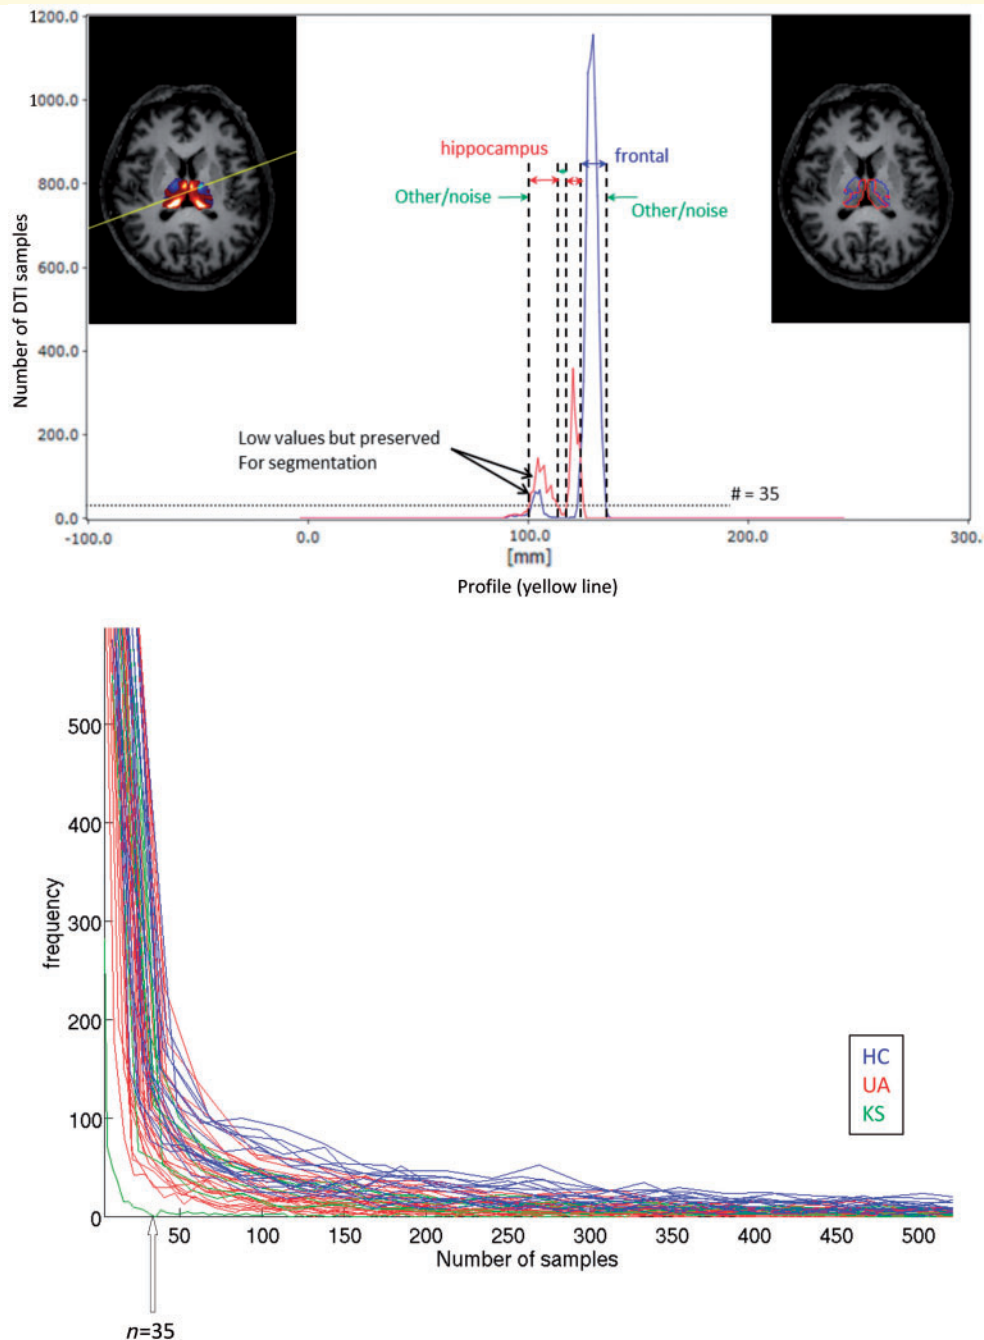 1200.0
1000.0
800.0
600.0
400.0
200.0
0.0
Number of DTI samples
hippocampus
frontal
Other/noise
Other/noise
Low values but preserved
For segmentation
# = 35
-100.0
0.0
100.0
200.0
300.
[mm]
Profile (yellow line)
500
400
300
200
100
0
frequency
HC
UA
KS
50
100
150
200
250
300
350
400
450
500
Number of samples
n=35